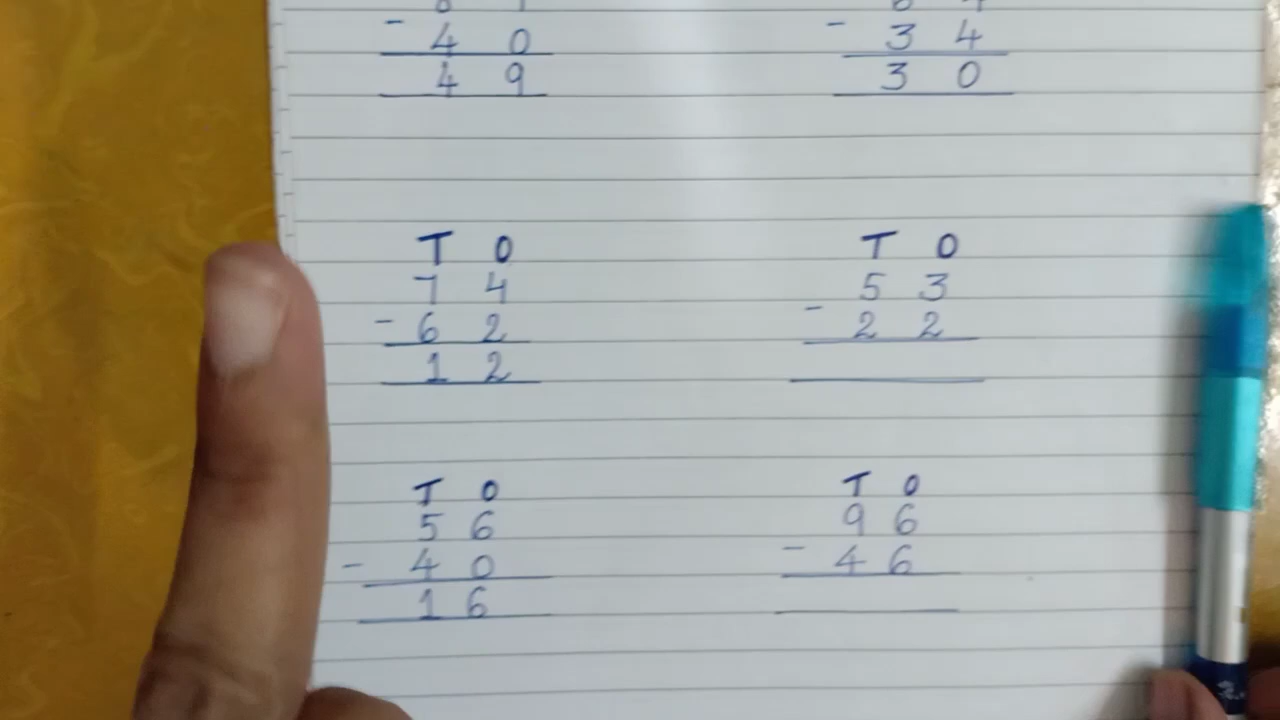 - 4 0
4 9
- 3 4
3 0
T O
7 4
- 6 2
1 2
T O
5 3
- 2 2
T O
5 6
- 4 0
1 6
T O
9 6
- 4 6